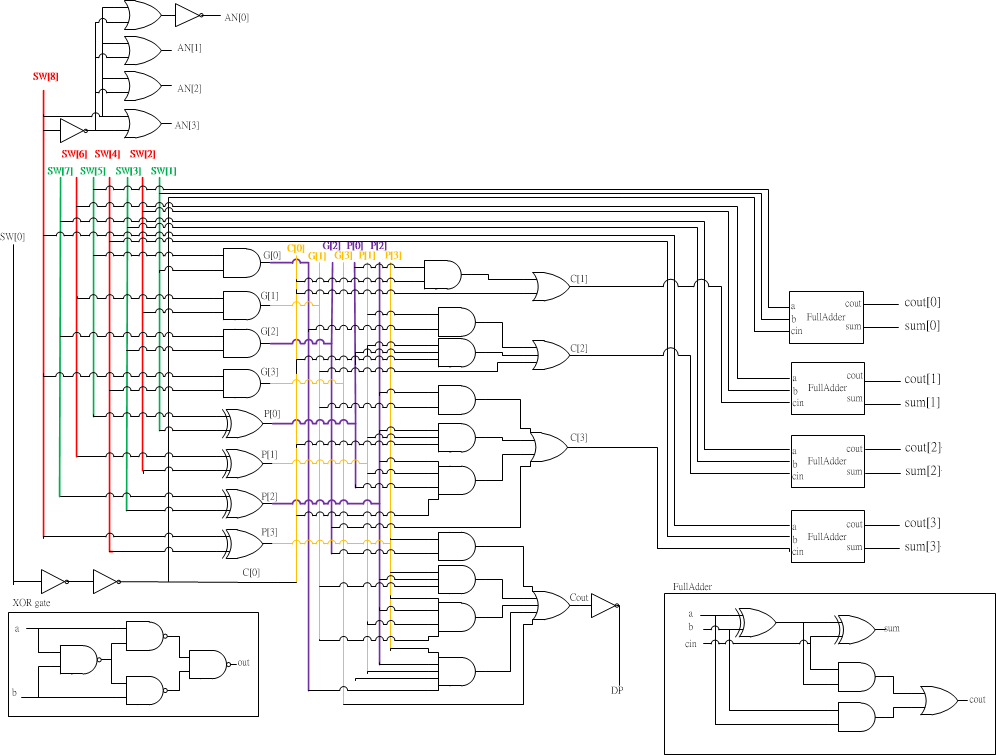 AN[0]
AN[1]
AN[2]
AN[3]
SW[8]
SW[6] SW[4] SW[2]
SW[7] SW[5] SW[3] SW[1]
SW[0]
G[2] P[0] P[2]
C[0] G[1] G[3] P[1] P[3]
G[0]
G[1]
G[2]
G[3]
P[0]
P[1]
P[2]
P[3]
C[0]
C[1]
C[2]
C[3]
Cout
DP
a cout
b FullAdder
cin sum
cout[0]
sum[0]
a cout
b FullAdder
cin sum
cout[1]
sum[1]
a cout
b FullAdder
cin sum
cout[2}
sum[2}
a cout
b FullAdder
cin sum
cout[3]
sum[3}
XOR gate
a
b
out
FullAdder
a
b
cin
sum
cout